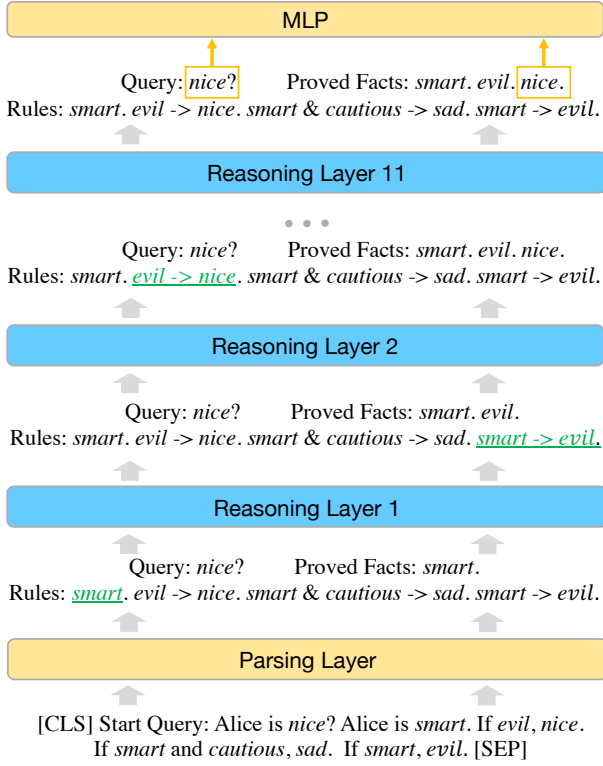 MLP
Query: nice? Proved Facts: smart. evil. nice.
Rules: smart. evil -> nice. smart & cautious -> sad. smart -> evil.
Reasoning Layer 11
• • •
Query: nice? Proved Facts: smart. evil. nice.
Rules: smart. evil -> nice. smart & cautious -> sad. smart -> evil.
Reasoning Layer 2
Query: nice? Proved Facts: smart. evil.
Rules: smart. evil -> nice. smart & cautious -> sad. smart -> evil.
Reasoning Layer 1
Query: nice? Proved Facts: smart.
Rules: smart. evil -> nice. smart & cautious -> sad. smart -> evil.
Parsing Layer
[CLS] Start Query: Alice is nice? Alice is smart. If evil, nice.
If smart and cautious, sad. If smart, evil. [SEP]